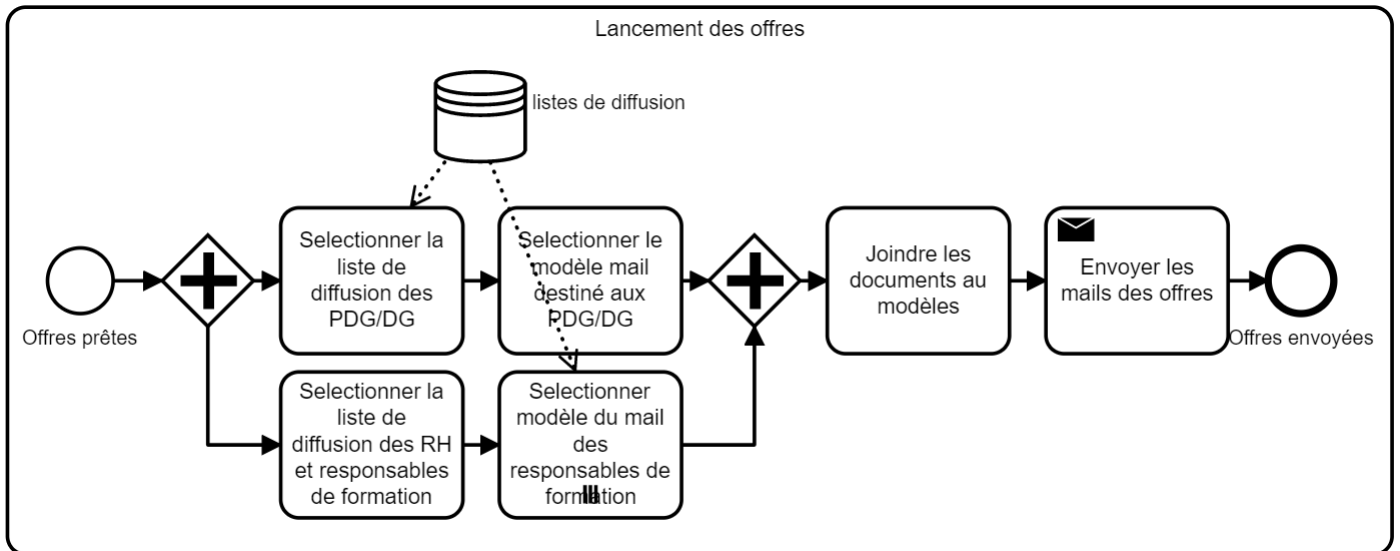 Lancement des offres
listes de diffusion
Offres prêtes
Selectionner la
liste de
diffusion des
PDG/DG
Selectionner le
modèle mail
destiné aux
PDG/DG
Selectionner la
liste de
diffusion des RH
et responsables
de formation
Selectionner
modèle du mail
des
responsables de
formation
Joindre les
documents au
modèles
Envoyer les
mails des offres
Offres envoyées